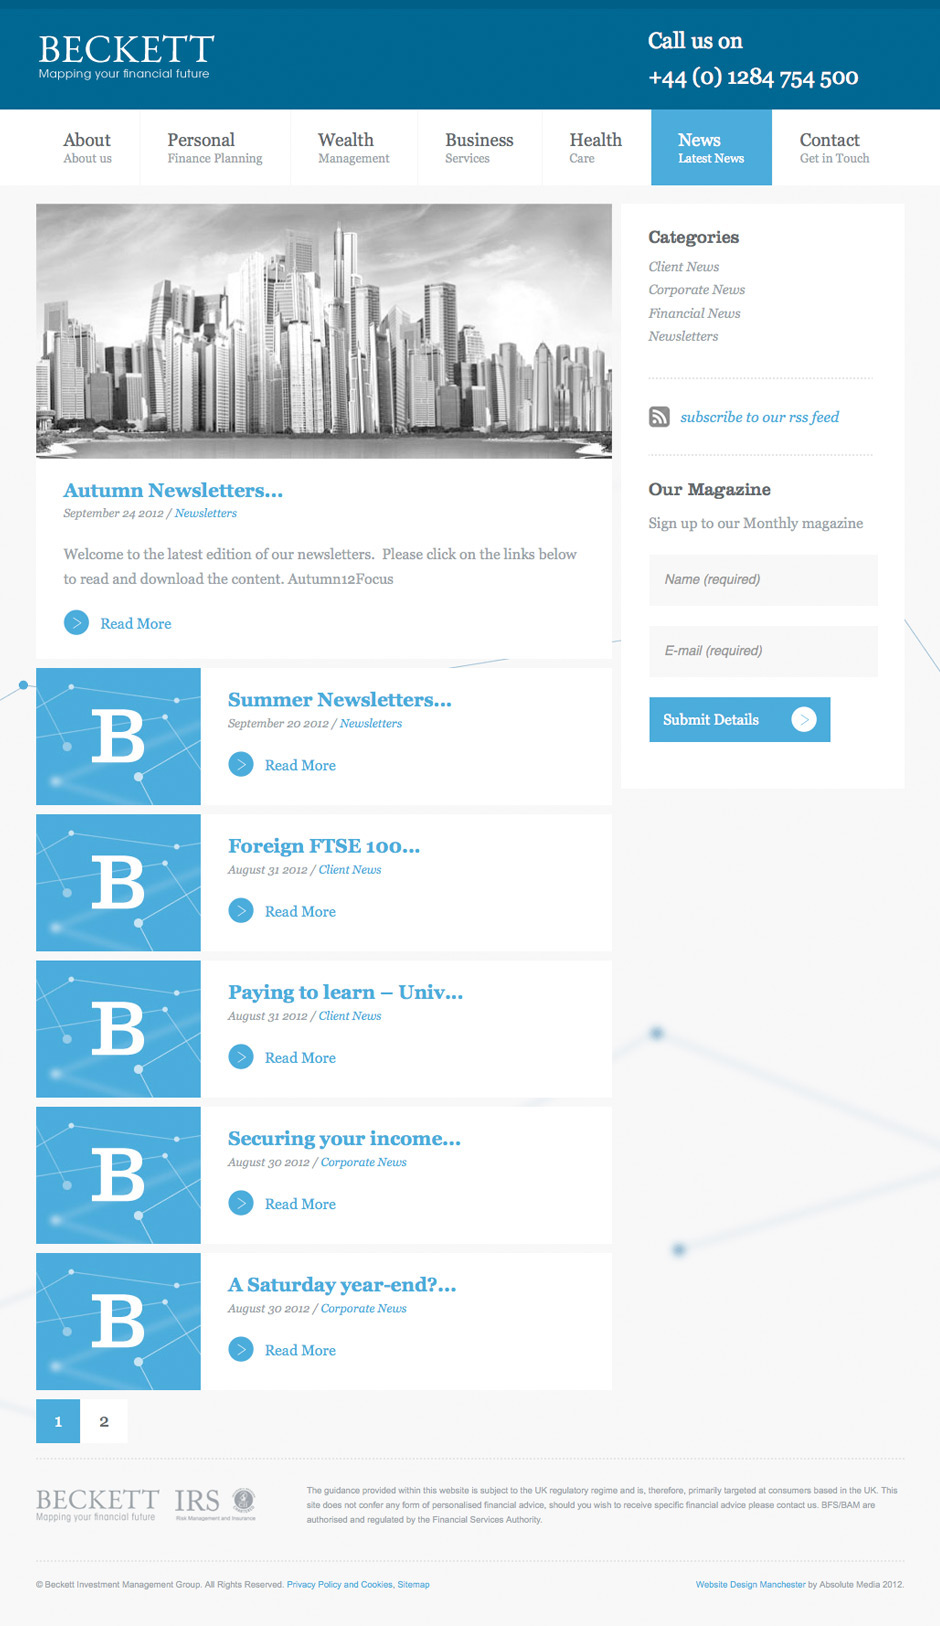 BECKETT
Mapping your financial future
Call us on
+44 (0) 1284 754 500
About
About us
Personal
Finance Planning
Wealth
Management
Business
Services
Health
Care
News
Latest News
Contact
Get in Touch
Autumn Newsletters...
September 24 2012 / Newsletters
Welcome to the latest edition of our newsletters.  Please click on the links below
to read and download the content. Autumn12Focus
Read More
B
Summer Newsletters...
September 20 2012 / Newsletters
Read More
B
Foreign FTSE 100...
August 31 2012 / Client News
Read More
B
Paying to learn – Univ...
August 31 2012 / Client News
Read More
B
Securing your income...
August 30 2012 / Corporate News
Read More
B
A Saturday year-end?...
August 30 2012 / Corporate News
Read More
1 2
Categories
Client News
Corporate News
Financial News
Newsletters
subscribe to our rss feed
Our Magazine
Sign up to our Monthly magazine
Name (required)
E-mail (required)
Submit Details
BECKETT
Mapping your financial future
IRS
Risk Management and Insurance
The guidance provided within this website is subject to the UK regulatory regime and is, therefore, primarily targeted at consumers based in the UK. This
site does not confer any form of personalised financial advice, should you wish to receive specific financial advice please contact us. BFS/BAM are
authorised and regulated by the Financial Services Authority.
© Beckett Investment Management Group. All Rights Reserved. Privacy Policy and Cookies, Sitemap
Website Design Manchester by Absolute Media 2012.